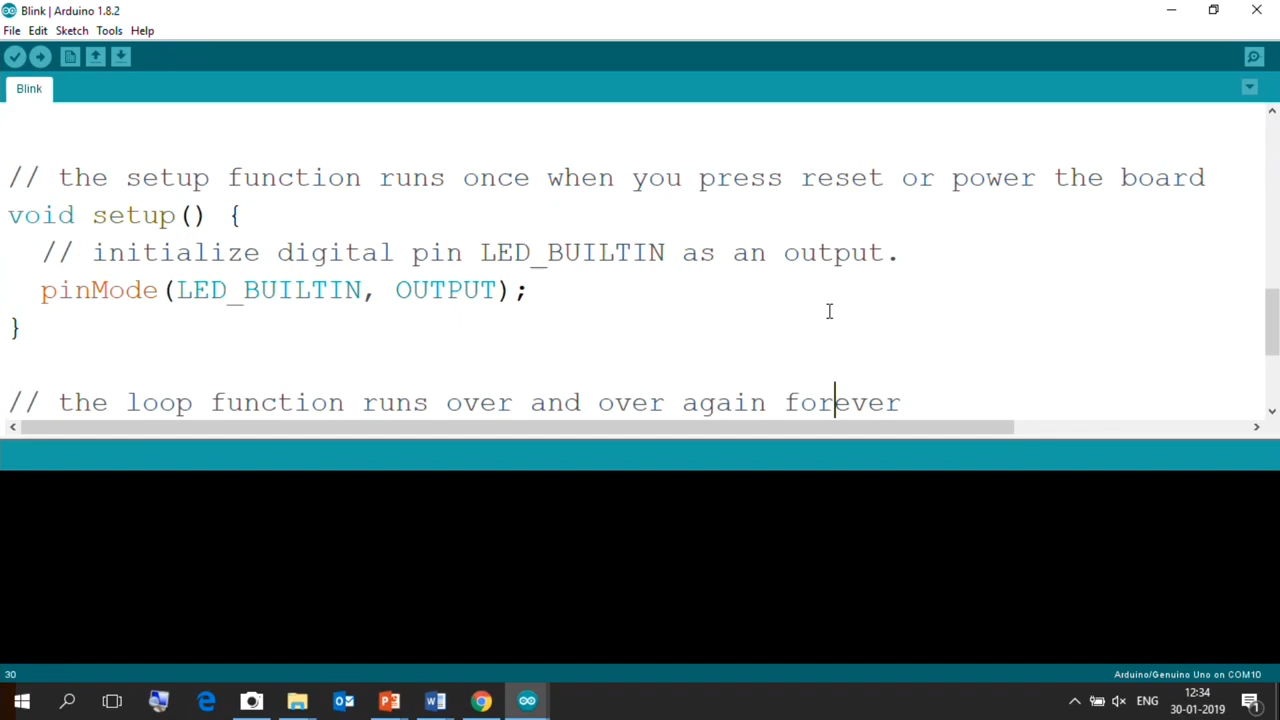 Blink | Arduino 1.8.2
File Edit Sketch Tools Help
Blink
// the setup function runs once when you press reset or power the board
void setup() {
  // initialize digital pin LED_BUILTIN as an output.
  pinMode(LED_BUILTIN, OUTPUT);
}
// the loop function runs over and over again forever
30
Arduino/Genuino Uno on COM10
ENG
12:34
30-01-2019
1